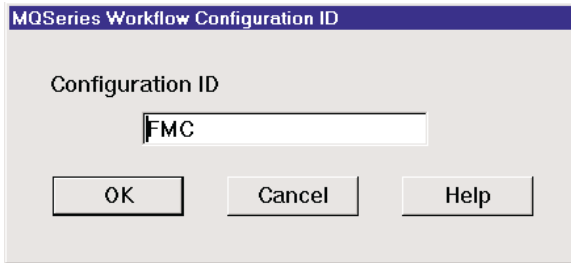 MQSeries Workflow Configuration ID
Configuration ID
FMC
OK Cancel Help